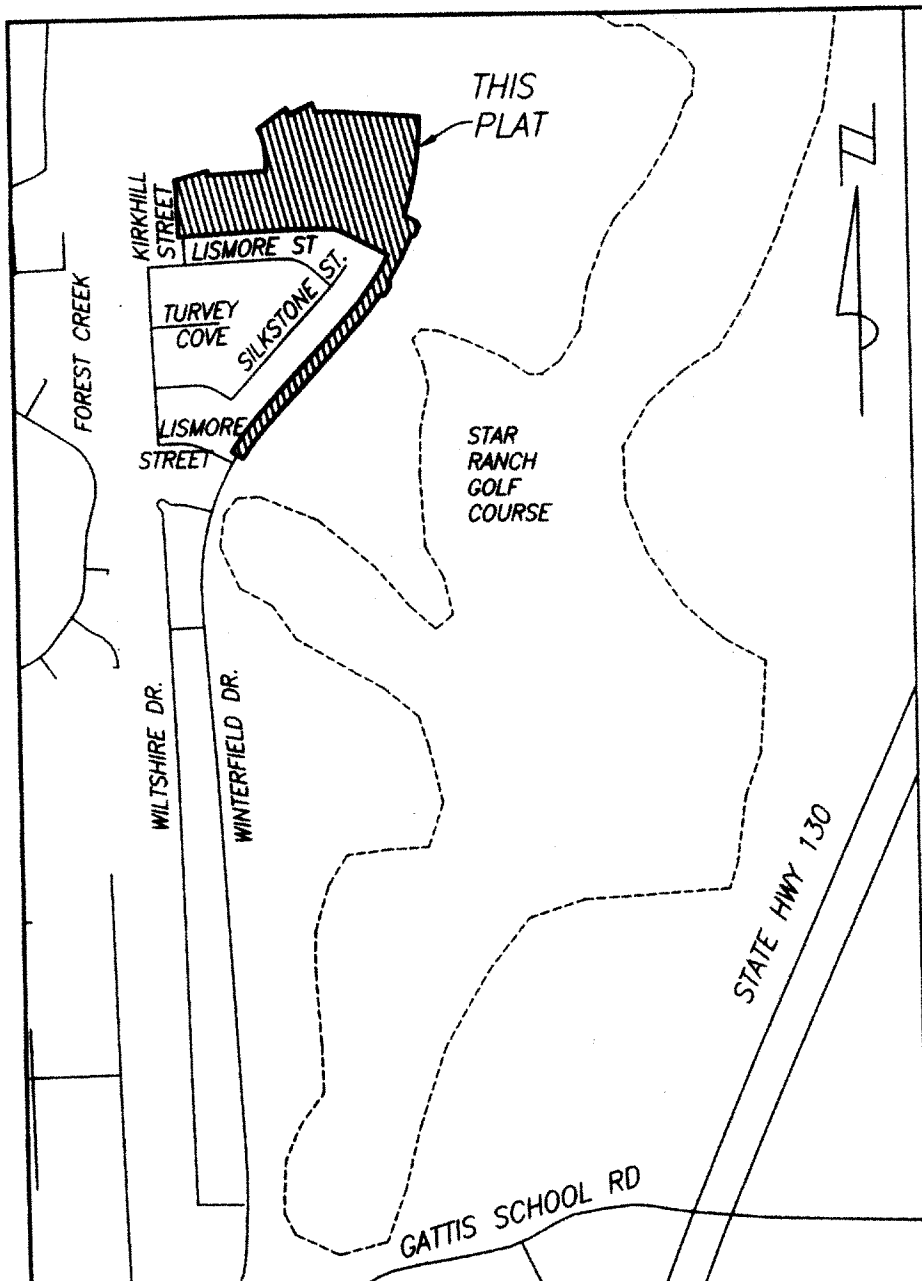 THIS
PLAT
N
KIRKHILL
STREET
LISMORE ST
SILKSTONE ST.
TURVEY
COVE
FOREST CREEK
LISMORE
STREET
STAR
RANCH
GOLF
COURSE
WILTSHIRE DR.
WINTERFIELD DR.
STATE HWY 130
GATTIS SCHOOL RD